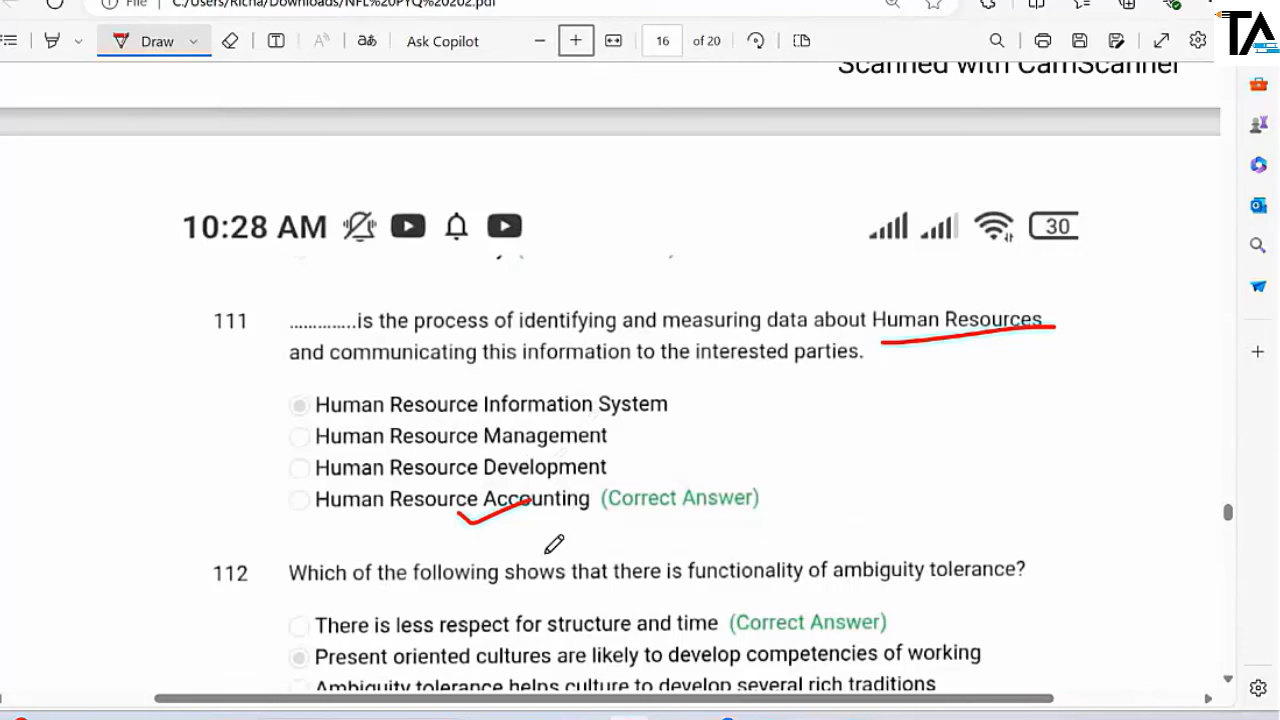 File
C:/Users/Richa/Downloads/NFL%20PYQ%20202.pdf
Draw
Ask Copilot
16 of 20
TA
Scanned with CamScanner
10:28 AM
30
111 ..............is the process of identifying and measuring data about Human Resources
and communicating this information to the interested parties.
Human Resource Information System
Human Resource Management
Human Resource Development
Human Resource Accounting (Correct Answer)
112 Which of the following shows that there is functionality of ambiguity tolerance?
There is less respect for structure and time (Correct Answer)
Present oriented cultures are likely to develop competencies of working
Ambiguity tolerance helps culture to develop several rich traditions